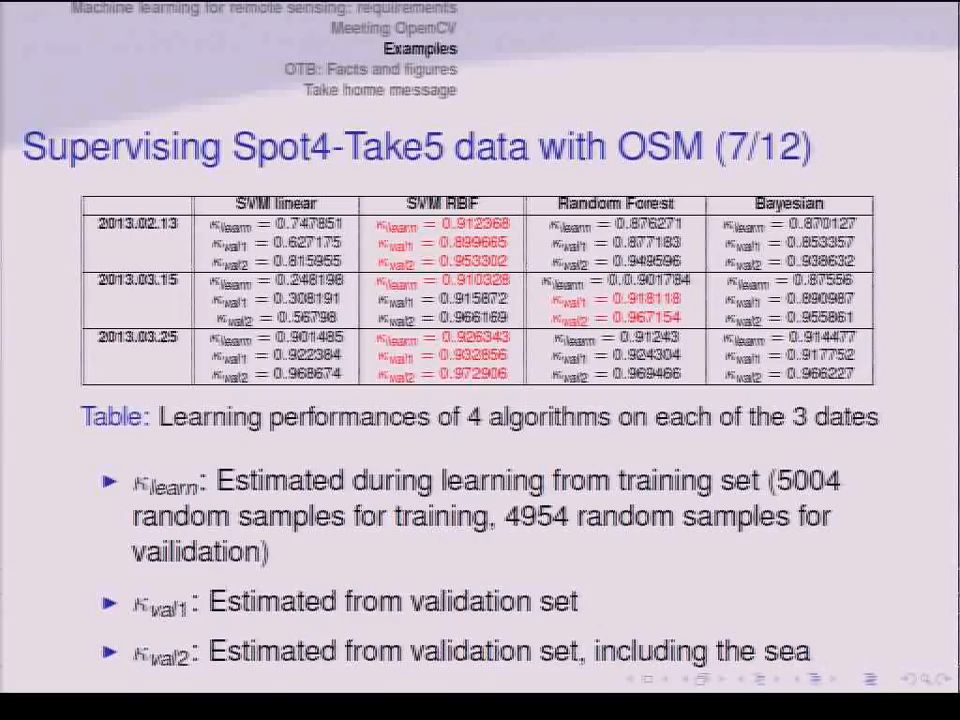 Machine learning for remote sensing: requirements
Meeting OpenCV
Examples
OTB: Facts and figures
Take home message
Supervising Spot4-Take5 data with OSM (7/12)
SVM linear SVM RBF Random Forest Bayesian
2013.02.13 κlearn = 0.747851 κlearn = 0.912368 κlearn = 0.876271 κlearn = 0.870127
κval1 = 0.627175 κval1 = 0.899665 κval1 = 0.877183 κval1 = 0.853357
κval2 = 0.815955 κval2 = 0.953302 κval2 = 0.949596 κval2 = 0.938632
2013.03.15 κlearn = 0.248198 κlearn = 0.910328 κlearn = 0.0.901784 κlearn = 0.87556
κval1 = 0.308191 κval1 = 0.915872 κval1 = 0.918118 κval1 = 0.890987
κval2 = 0.56798 κval2 = 0.966169 κval2 = 0.967154 κval2 = 0.955861
2013.03.25 κlearn = 0.901485 κlearn = 0.926343 κlearn = 0.91243 κlearn = 0.914477
κval1 = 0.922384 κval1 = 0.932856 κval1 = 0.924304 κval1 = 0.917752
κval2 = 0.968674 κval2 = 0.972906 κval2 = 0.969466 κval2 = 0.966227
Table: Learning performances of 4 algorithms on each of the 3 dates
κlearn: Estimated during learning from training set (5004
random samples for training, 4954 random samples for
vailidation)
κval1: Estimated from validation set
κval2: Estimated from validation set, including the sea